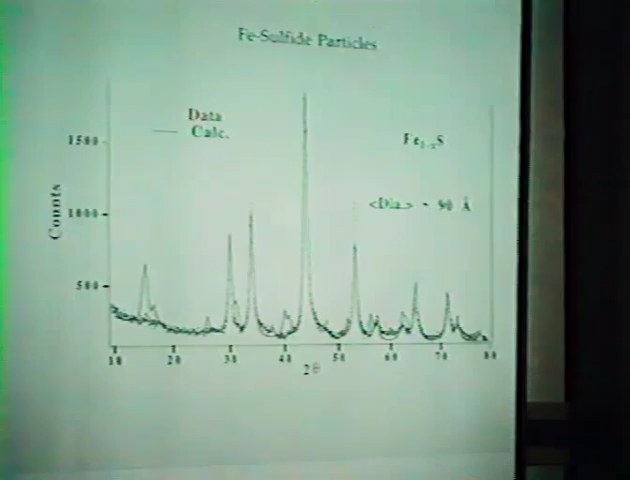 Fe-Sulfide Particles
Data
Calc.
Fe1-xS
<Dia.> ~ 90 Å
Counts
1500
1000
500
10 20 30 40 50 60 70 80
2θ